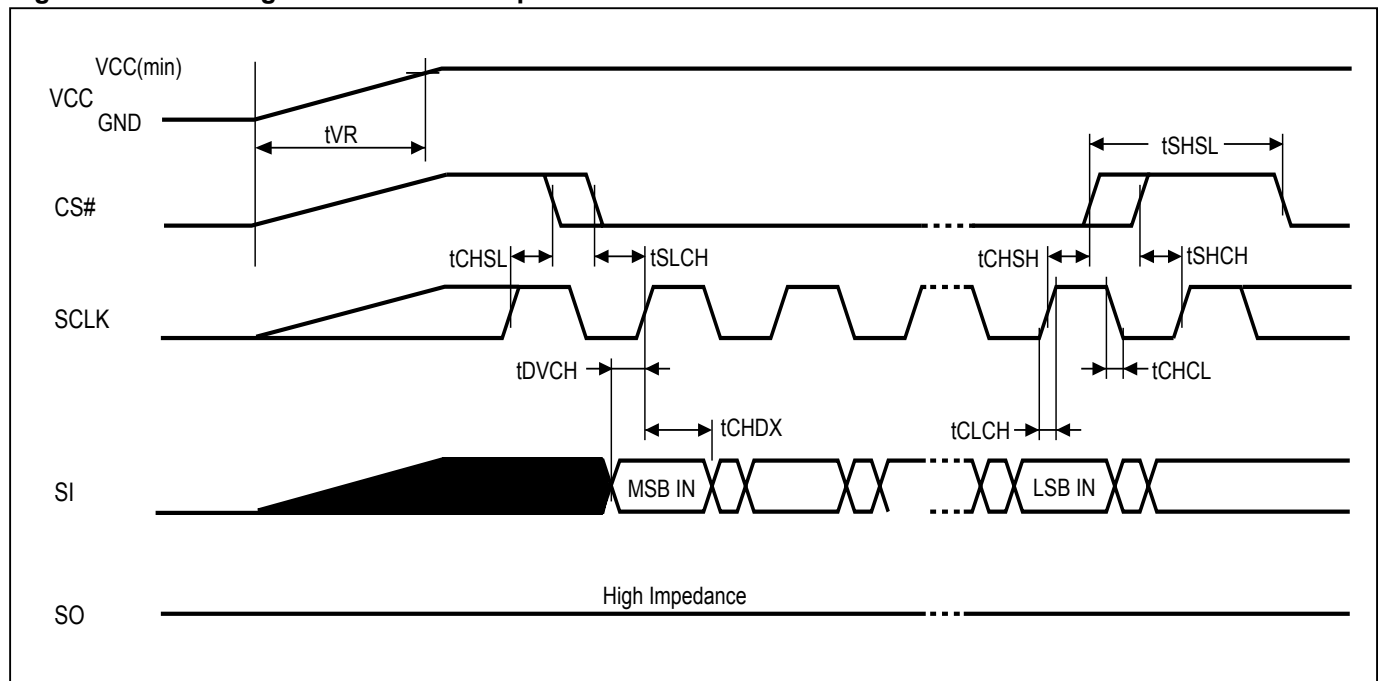 VCC(min)
VCC
GND
tVR
tSHSL
CS#
tCHSL
tSLCH
tCHSH
tSHCH
SCLK
tDVCH
tCHCL
tCHDX
tCLCH
SI
MSB IN
LSB IN
High Impedance
SO